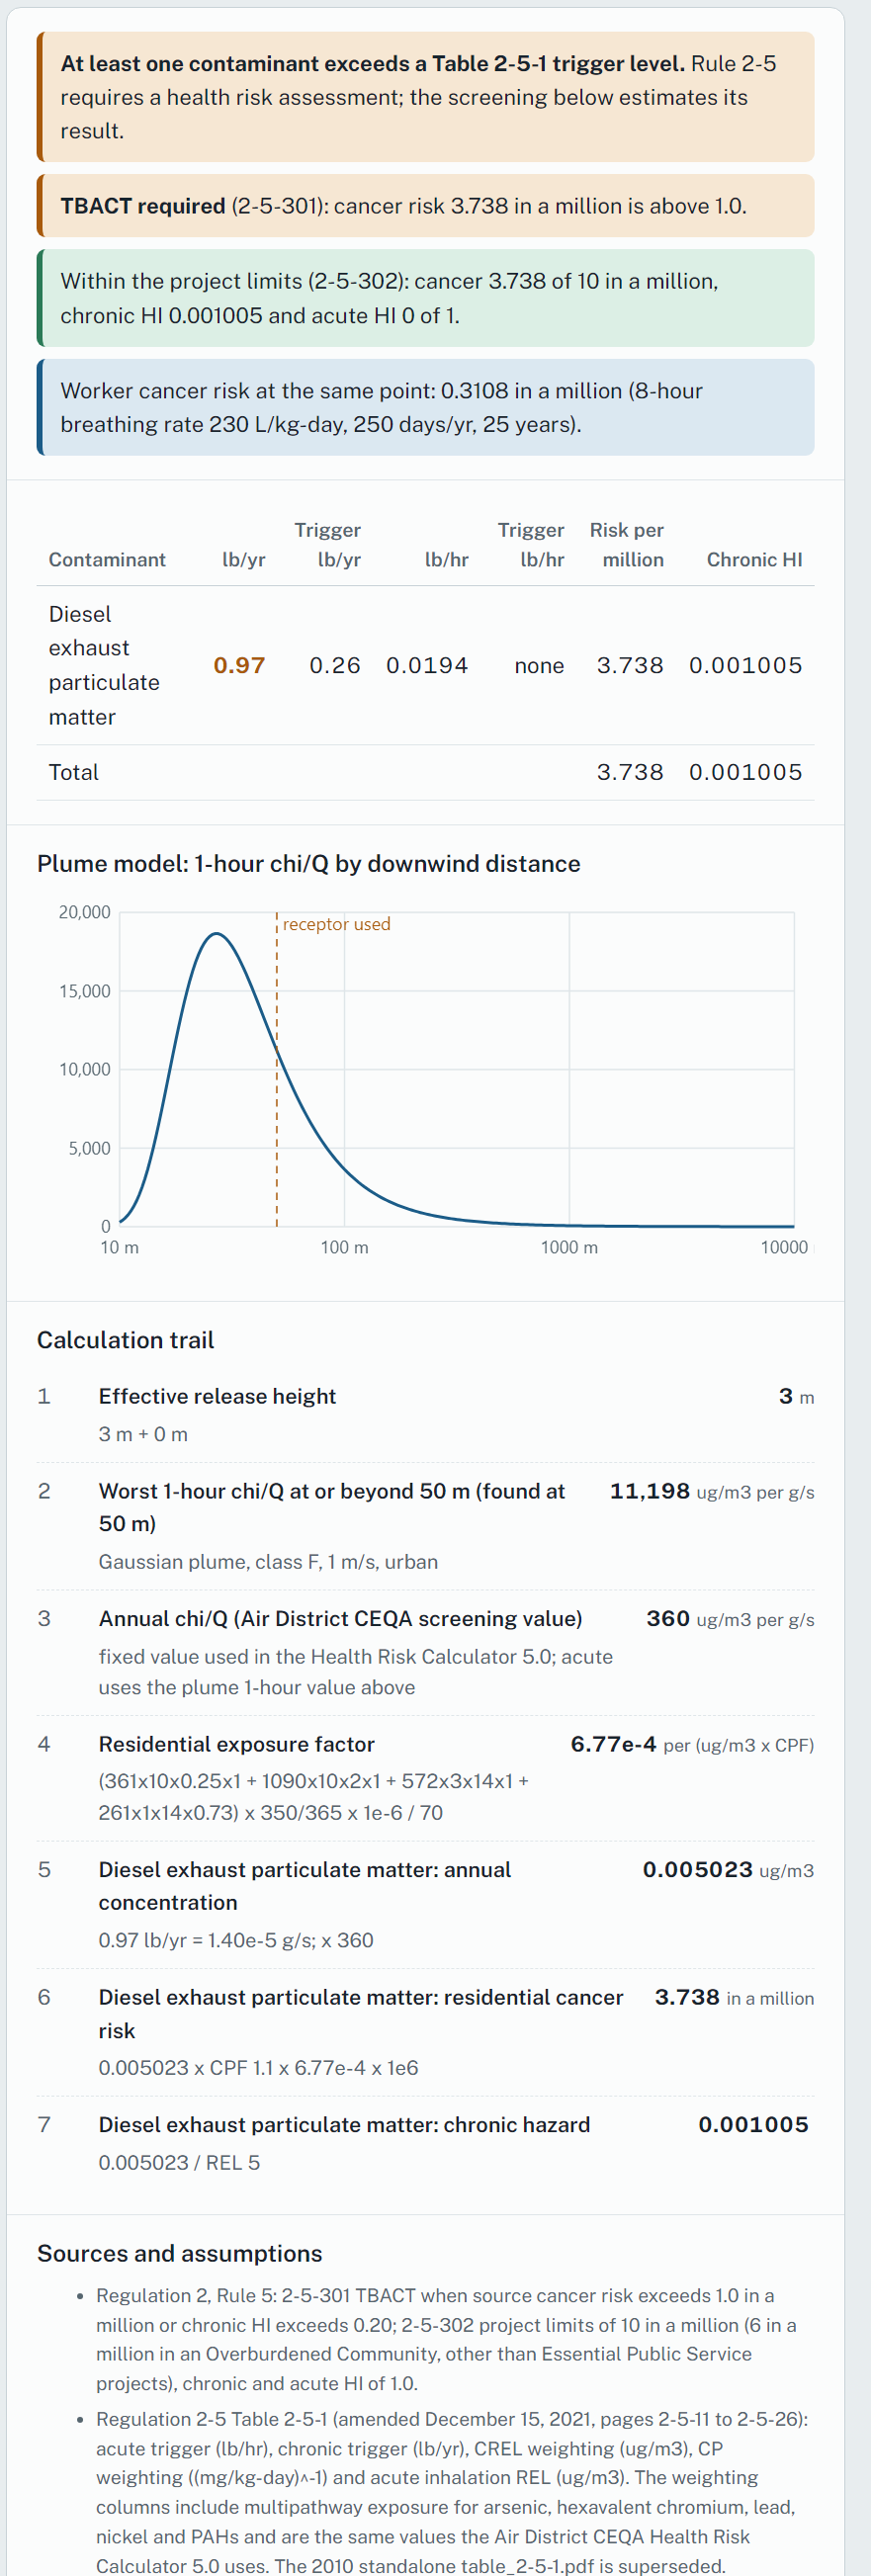 At least one contaminant exceeds a Table 2-5-1 trigger level. Rule 2-5
requires a health risk assessment; the screening below estimates its
result.
TBACT required (2-5-301): cancer risk 3.738 in a million is above 1.0.
Within the project limits (2-5-302): cancer 3.738 of 10 in a million,
chronic HI 0.001005 and acute HI 0 of 1.
Worker cancer risk at the same point: 0.3108 in a million (8-hour
breathing rate 230 L/kg-day, 250 days/yr, 25 years).
Trigger Trigger Risk per
Contaminant lb/yr lb/yr lb/hr lb/hr million Chronic HI
Diesel
exhaust
particulate
matter
0.97 0.26 0.0194 none 3.738 0.001005
Total 3.738 0.001005
Plume model: 1-hour chi/Q by downwind distance
20,000
receptor used
15,000
10,000
5,000
0
10 m 100 m 1000 m 10000
Calculation trail
1 Effective release height 3 m
3 m + 0 m
2 Worst 1-hour chi/Q at or beyond 50 m (found at 11,198 ug/m3 per g/s
50 m)
Gaussian plume, class F, 1 m/s, urban
3 Annual chi/Q (Air District CEQA screening value) 360 ug/m3 per g/s
fixed value used in the Health Risk Calculator 5.0; acute
uses the plume 1-hour value above
4 Residential exposure factor 6.77e-4 per (ug/m3 x CPF)
(361x10x0.25x1 + 1090x10x2x1 + 572x3x14x1 +
261x1x14x0.73) x 350/365 x 1e-6 / 70
5 Diesel exhaust particulate matter: annual 0.005023 ug/m3
concentration
0.97 lb/yr = 1.40e-5 g/s; x 360
6 Diesel exhaust particulate matter: residential cancer 3.738 in a million
risk
0.005023 x CPF 1.1 x 6.77e-4 x 1e6
7 Diesel exhaust particulate matter: chronic hazard 0.001005
0.005023 / REL 5
Sources and assumptions
• Regulation 2, Rule 5: 2-5-301 TBACT when source cancer risk exceeds 1.0 in a
million or chronic HI exceeds 0.20; 2-5-302 project limits of 10 in a million (6 in a
million in an Overburdened Community, other than Essential Public Service
projects), chronic and acute HI of 1.0.
• Regulation 2-5 Table 2-5-1 (amended December 15, 2021, pages 2-5-11 to 2-5-26):
acute trigger (lb/hr), chronic trigger (lb/yr), CREL weighting (ug/m3), CP
weighting ((mg/kg-day)^-1) and acute inhalation REL (ug/m3). The weighting
columns include multipathway exposure for arsenic, hexavalent chromium, lead,
nickel and PAHs and are the same values the Air District CEQA Health Risk
Calculator 5.0 uses. The 2010 standalone table_2-5-1.pdf is superseded.